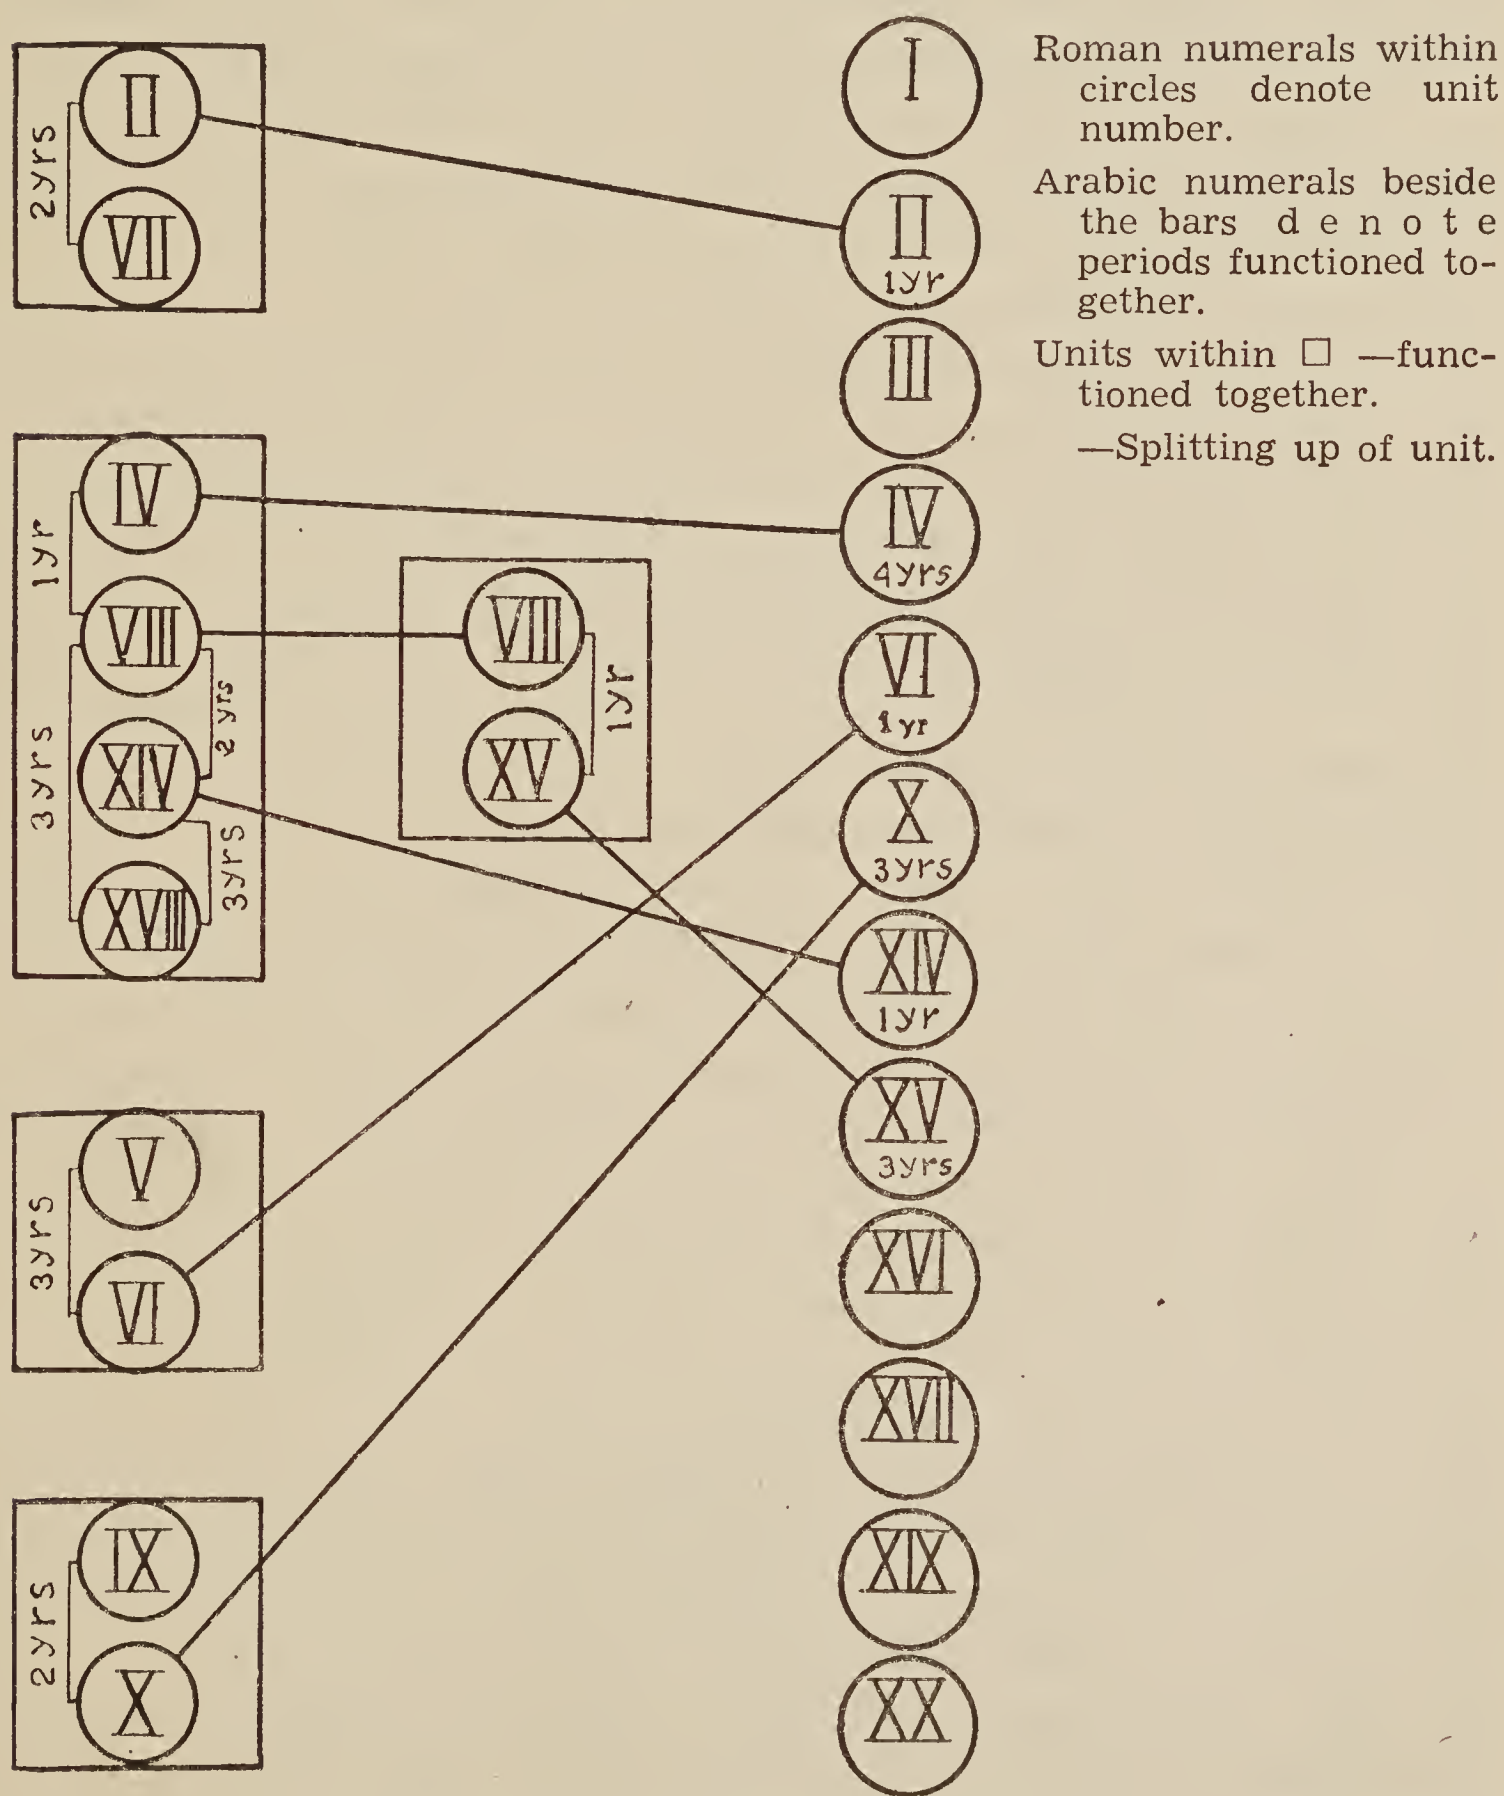 II
VII
2yrs
IV
VIII
XIV
XVIII
1yr
3yrs
2 yrs
3yrs
VIII
XV
1yr
V
VI
3yrs
IX
X
2yrs
I
II
1yr
III
IV
4yrs
VI
1yr
X
3yrs
XIV
1yr
XV
3yrs
XVI
XVII
XIX
XX
Roman numerals within
circles denote unit
number.
Arabic numerals beside
the bars denote
periods functioned to-
gether.
Units within □ —func-
tioned together.
—Splitting up of unit.